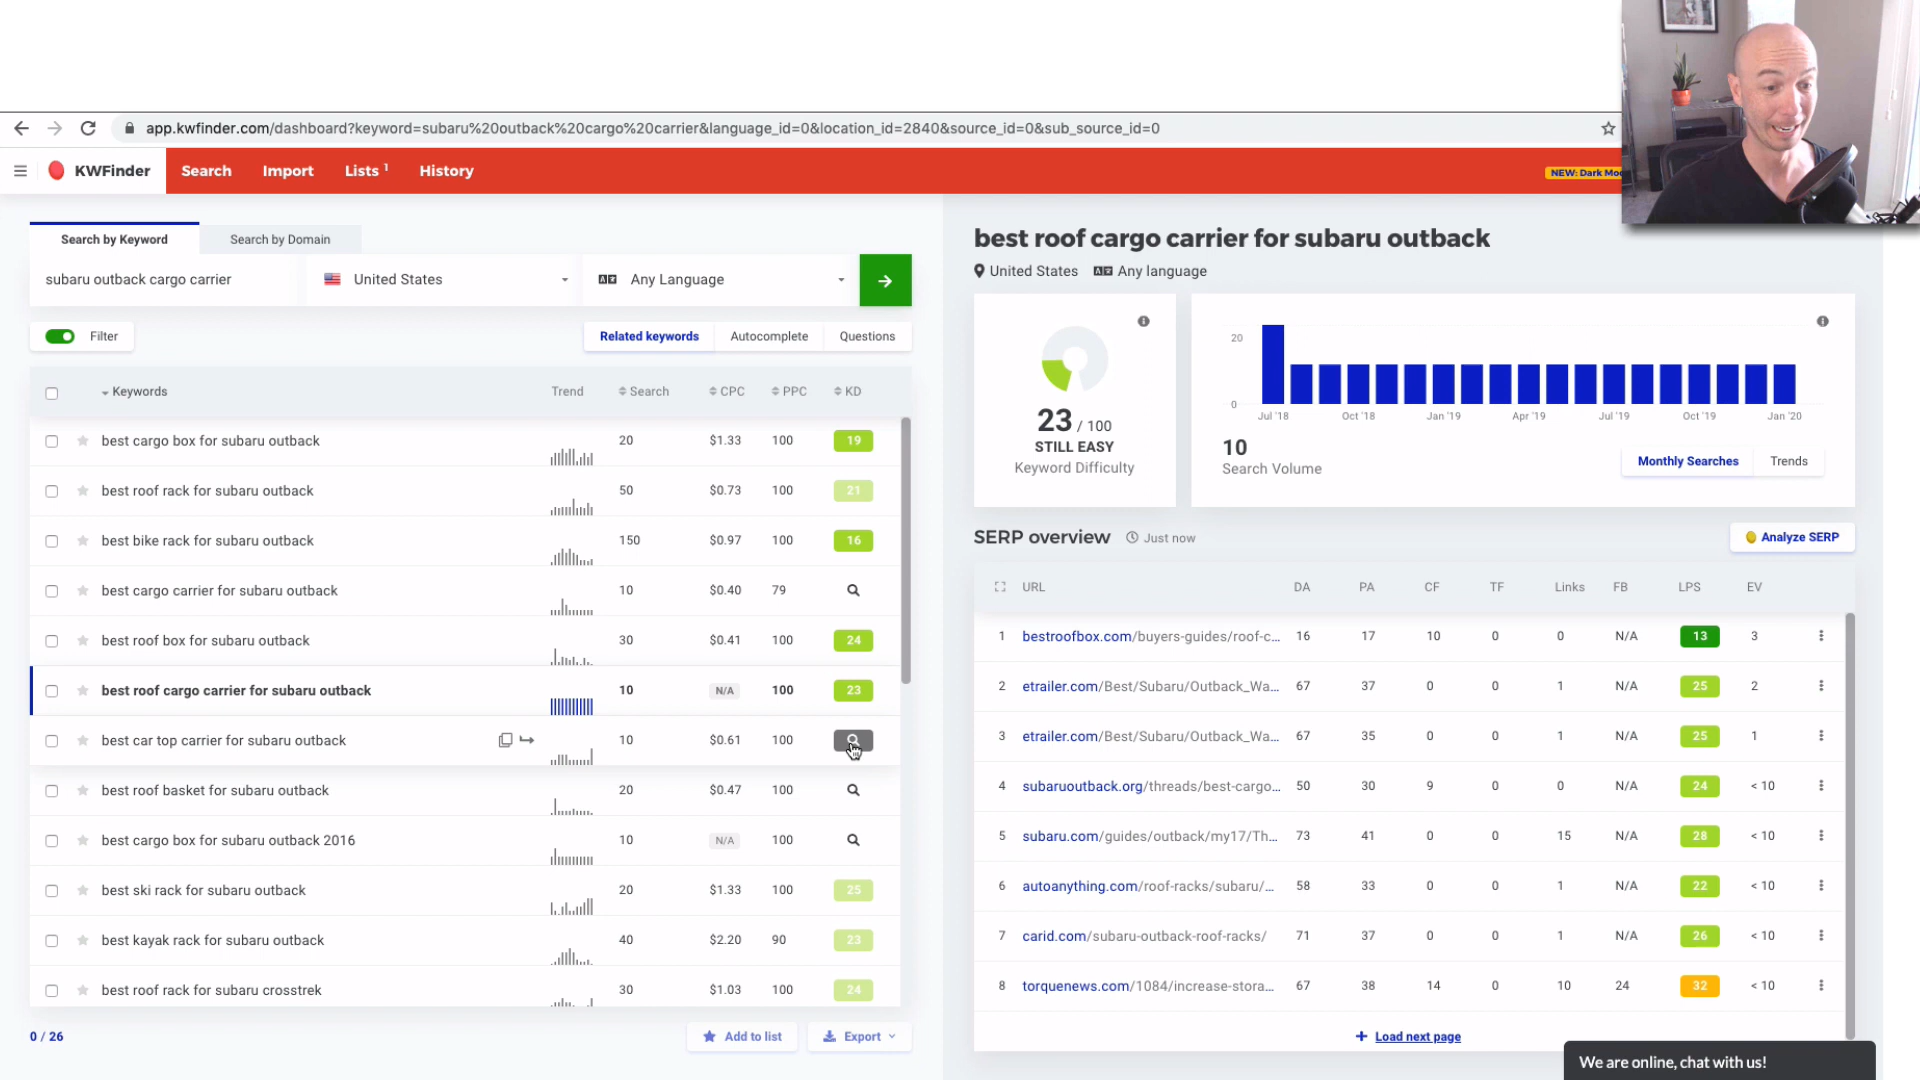 app.kwfinder.com/dashboard?keyword=subaru%20outback%20cargo%20carrier&language_id=0&location_id=2840&source_id=0&sub_source_id=0
KWFinder Search Import Lists 1 History
NEW: Dark Mo
Search by Keyword Search by Domain
subaru outback cargo carrier United States Any Language
Filter Related keywords Autocomplete Questions
Keywords Trend Search CPC PPC KD
best cargo box for subaru outback 20 $1.33 100 19
best roof rack for subaru outback 50 $0.73 100 21
best bike rack for subaru outback 150 $0.97 100 16
best cargo carrier for subaru outback 10 $0.40 79
best roof box for subaru outback 30 $0.41 100 24
best roof cargo carrier for subaru outback 10 N/A 100 23
best car top carrier for subaru outback 10 $0.61 100
best roof basket for subaru outback 20 $0.47 100
best cargo box for subaru outback 2016 10 N/A 100
best ski rack for subaru outback 20 $1.33 100 25
best kayak rack for subaru outback 40 $2.20 90 23
best roof rack for subaru crosstrek 30 $1.03 100 24
0 / 26 Add to list Export
best roof cargo carrier for subaru outback
United States Any language
23 / 100
STILL EASY
Keyword Difficulty
20
0
Jul '18 Oct '18 Jan '19 Apr '19 Jul '19 Oct '19 Jan '20
10
Search Volume
Monthly Searches Trends
SERP overview Just now Analyze SERP
URL DA PA CF TF Links FB LPS EV
1 bestroofbox.com/buyers-guides/roof-c... 16 17 10 0 0 N/A 13 3
2 etrailer.com/Best/Subaru/Outback_Wa... 67 37 0 0 1 N/A 25 2
3 etrailer.com/Best/Subaru/Outback_Wa... 67 35 0 0 1 N/A 25 1
4 subaruoutback.org/threads/best-cargo... 50 30 9 0 0 N/A 24 < 10
5 subaru.com/guides/outback/my17/Th... 73 41 0 0 15 N/A 28 < 10
6 autoanything.com/roof-racks/subaru/... 58 33 0 0 1 N/A 22 < 10
7 carid.com/subaru-outback-roof-racks/ 71 37 0 0 1 N/A 26 < 10
8 torquenews.com/1084/increase-stora... 67 38 14 0 10 24 32 < 10
+ Load next page
We are online, chat with us!